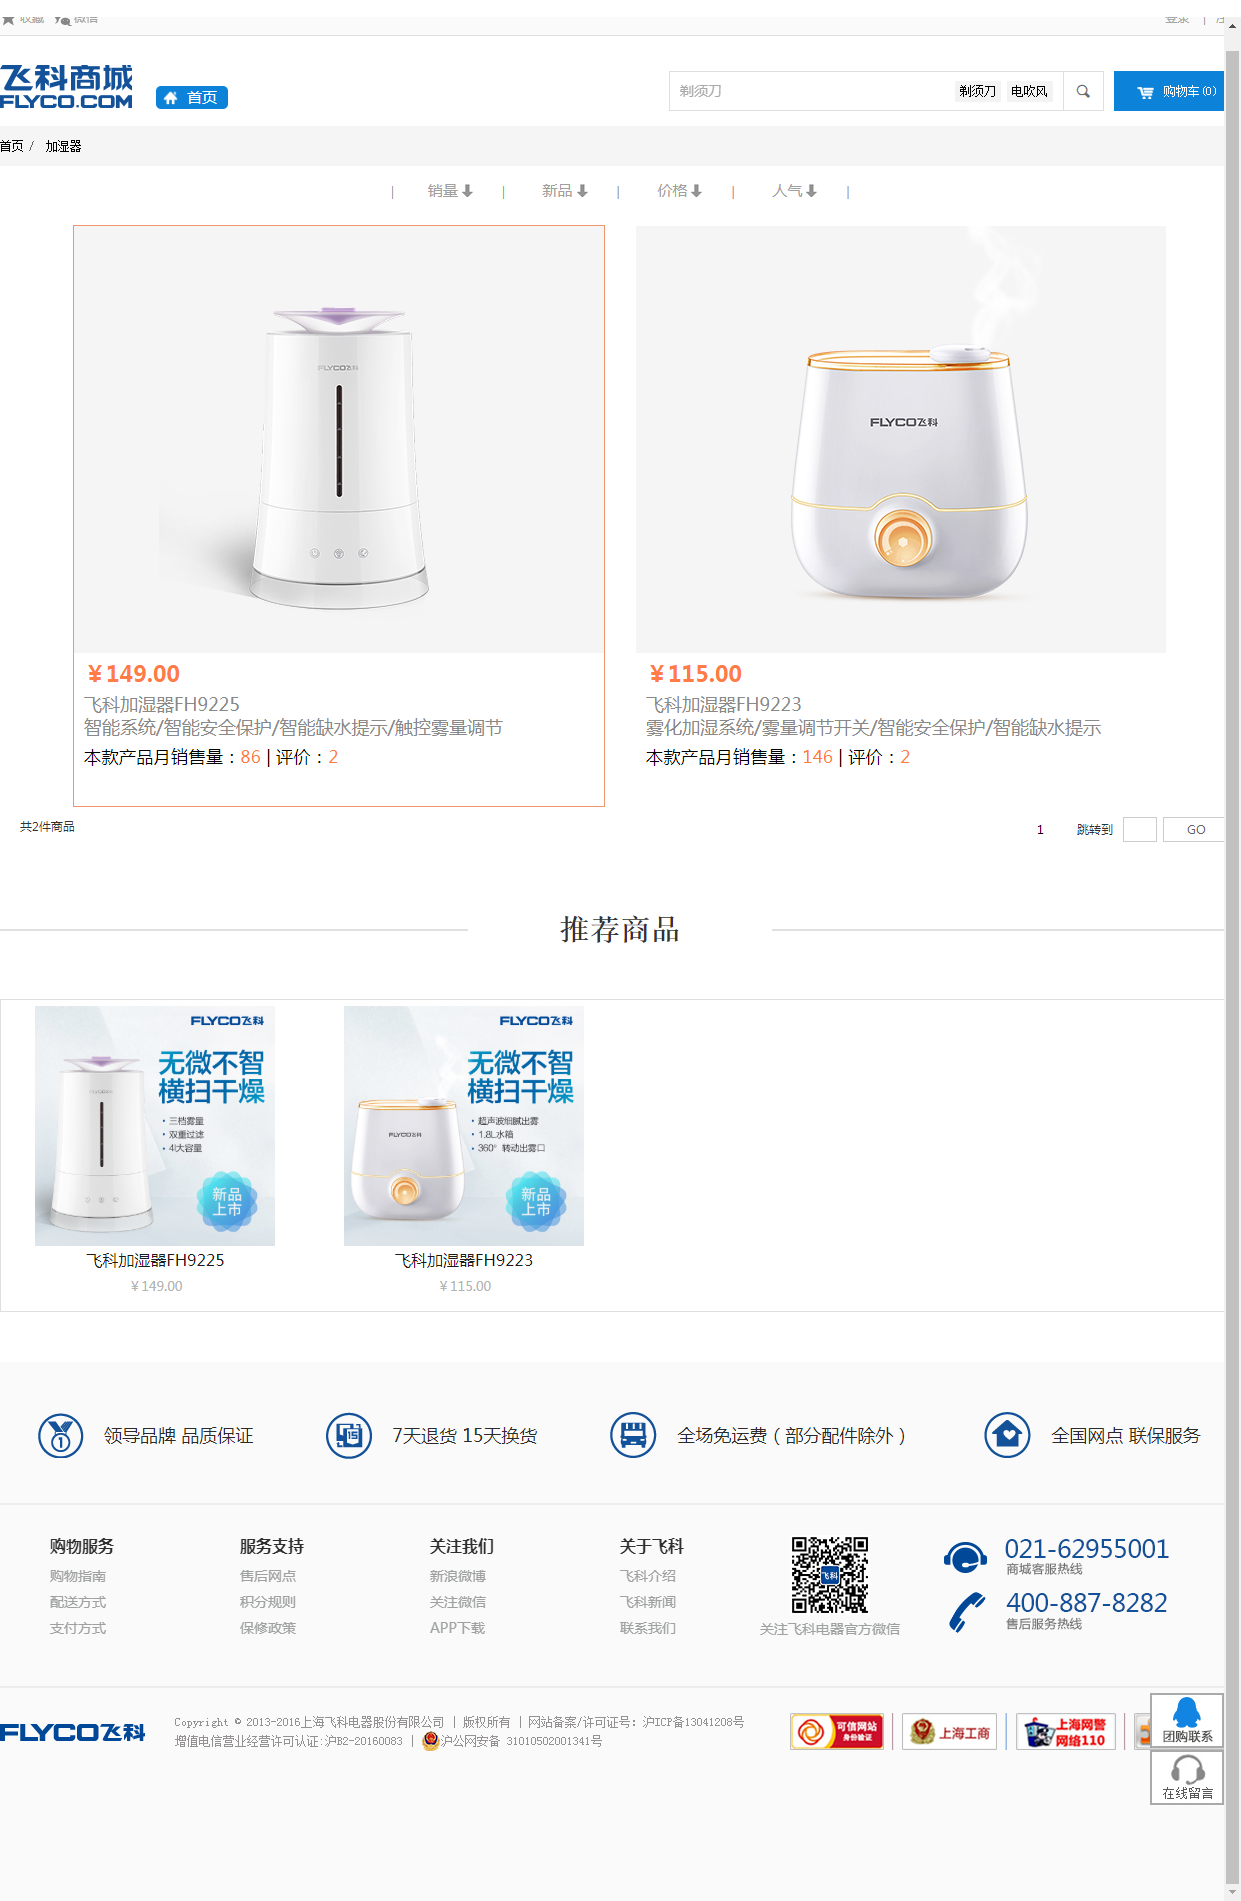 收藏 微信
登录 |
飞科商城
FLYCO.COM
首页
剃须刀
剃须刀 电吹风
购物车(0)
首页 / 加湿器
| 销量 | 新品 | 价格 | 人气 |
FLYCO飞科
FLYCO飞科
¥149.00
飞科加湿器FH9225
智能系统/智能安全保护/智能缺水提示/触控雾量调节
本款产品月销售量：86 | 评价：2
¥115.00
飞科加湿器FH9223
雾化加湿系统/雾量调节开关/智能安全保护/智能缺水提示
本款产品月销售量：146 | 评价：2
共2件商品
1 跳转到 GO
推荐商品
FLYCO飞科
无微不智
横扫干燥
·三档雾量
·双重过滤
·4l大容量
新品
上市
飞科加湿器FH9225
¥149.00
FLYCO飞科
无微不智
横扫干燥
FLYCO飞科
·超声波细腻出雾
·1.8L水箱
·360° 转动出雾口
新品
上市
飞科加湿器FH9223
¥115.00
1
领导品牌 品质保证
15
7天退货 15天换货
全场免运费（部分配件除外）
全国网点 联保服务
购物服务
购物指南
配送方式
支付方式
服务支持
售后网点
积分规则
保修政策
关注我们
新浪微博
关注微信
APP下载
关于飞科
飞科介绍
飞科新闻
联系我们
飞科
关注飞科电器官方微信
021-62955001
商城客服热线
400-887-8282
售后服务热线
FLYCO飞科
Copyright © 2013-2016上海飞科电器股份有限公司 | 版权所有 | 网站备案/许可证号: 沪ICP备13041208号
增值电信营业经营许可认证:沪B2-20160083 | 沪公网安备 31010502001341号
可信网站
身份验证
上海工商
上海网警
网络110
团购联系
在线留言